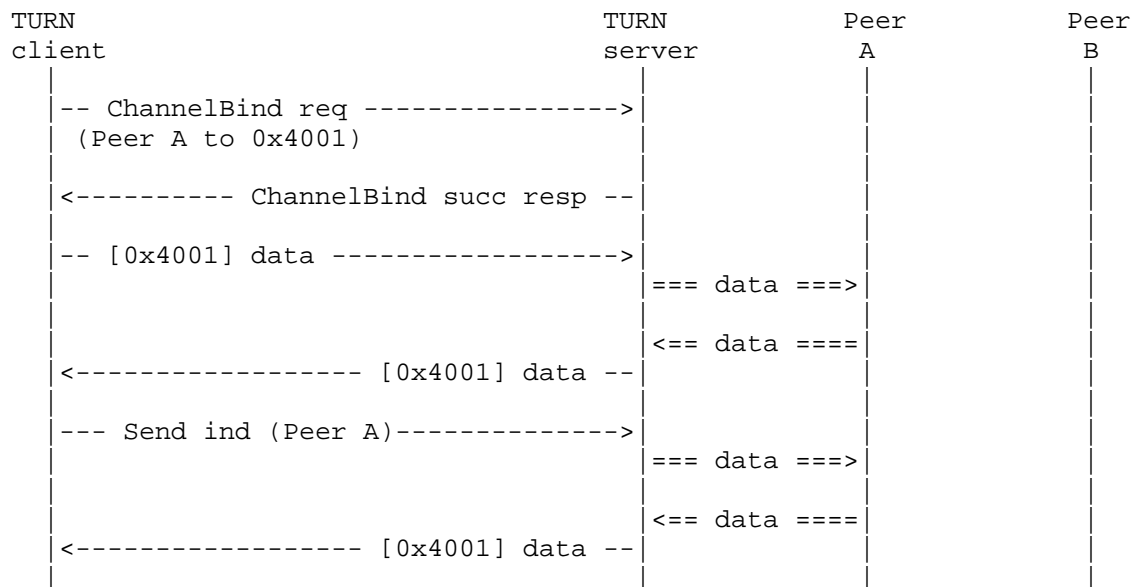 TURN TURN Peer Peer
client server A B
|-- ChannelBind req ---------------->|
(Peer A to 0x4001)
|<---------- ChannelBind succ resp --|
|-- [0x4001] data ------------------>|
|=== data ===>|
|<== data ====|
|<------------------ [0x4001] data --|
|--- Send ind (Peer A)-------------->|
|=== data ===>|
|<== data ====|
|<------------------ [0x4001] data --|